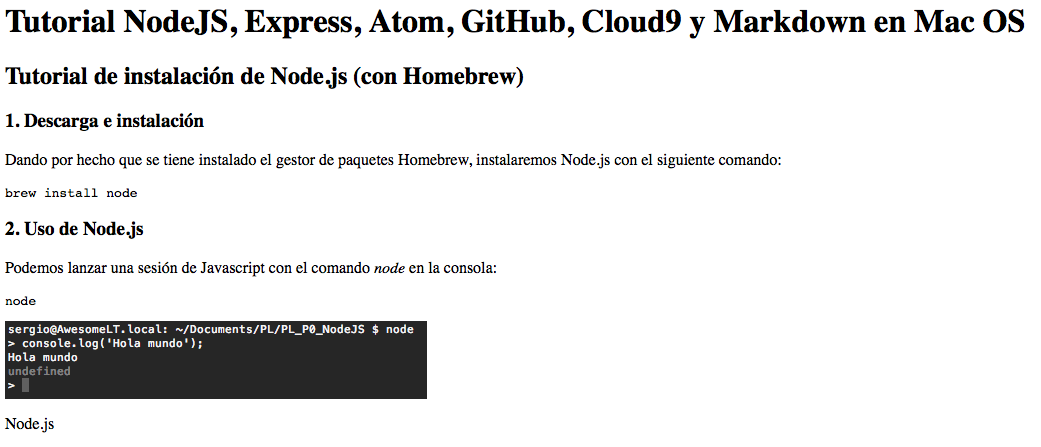 Tutorial NodeJS, Express, Atom, GitHub, Cloud9 y Markdown en Mac OS
Tutorial de instalación de Node.js (con Homebrew)
1. Descarga e instalación
Dando por hecho que se tiene instalado el gestor de paquetes Homebrew, instalaremos Node.js con el siguiente comando:
brew install node
2. Uso de Node.js
Podemos lanzar una sesión de Javascript con el comando node en la consola:
node
sergio@AwesomeLT.local: ~/Documents/PL/PL_P0_NodeJS $ node
> console.log('Hola mundo');
Hola mundo
undefined
>
Node.js